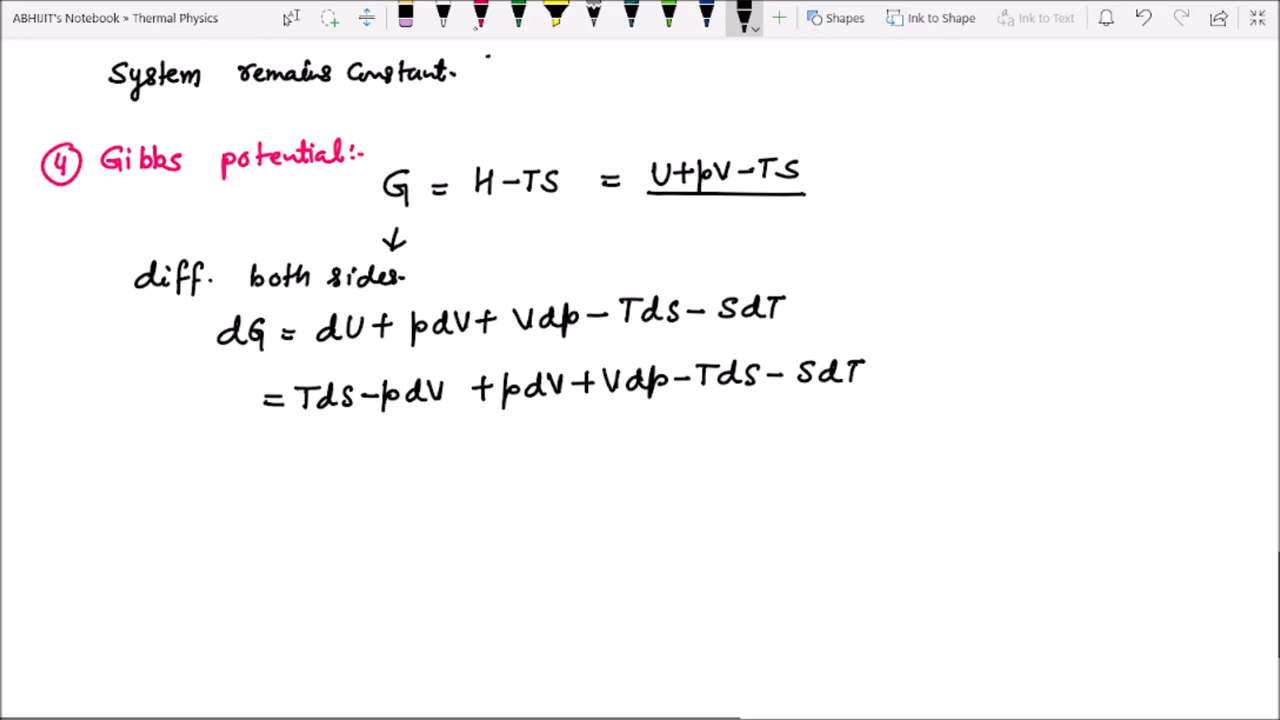 ABHIJIT's Notebook » Thermal Physics
Shapes
Ink to Shape
Ink to Text
System remains Constant.
④ Gibbs potential:-
G = H - TS = U+pV-TS
diff. both sides.
dG = dU + pdV + Vdp - Tds - SdT
= Tds - pdV + pdV + Vdp - Tds - SdT